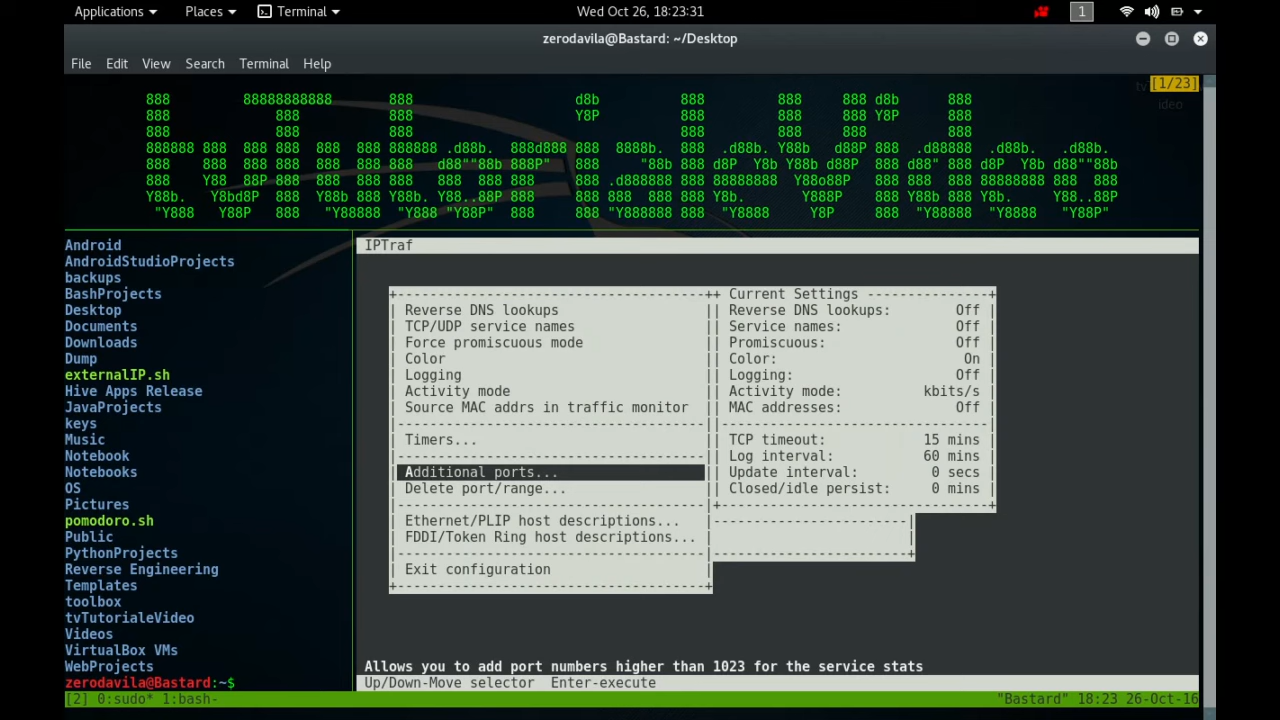 Applications Places Terminal Wed Oct 26, 18:23:31 1
zerodavila@Bastard: ~/Desktop
File Edit View Search Terminal Help
[1/23]
tvTutorialeVideo
Android
AndroidStudioProjects
backups
BashProjects
Desktop
Documents
Downloads
Dump
externalIP.sh
Hive Apps Release
JavaProjects
keys
Music
Notebook
Notebooks
OS
Pictures
pomodoro.sh
Public
PythonProjects
Reverse Engineering
Templates
toolbox
tvTutorialeVideo
Videos
VirtualBox VMs
WebProjects
zerodavila@Bastard:~$
IPTraf
Reverse DNS lookups
TCP/UDP service names
Force promiscuous mode
Color
Logging
Activity mode
Source MAC addrs in traffic monitor
Timers...
Additional ports...
Delete port/range...
Ethernet/PLIP host descriptions...
FDDI/Token Ring host descriptions...
Exit configuration
Current Settings
Reverse DNS lookups: Off
Service names: Off
Promiscuous: Off
Color: On
Logging: Off
Activity mode: kbits/s
MAC addresses: Off
TCP timeout: 15 mins
Log interval: 60 mins
Update interval: 0 secs
Closed/idle persist: 0 mins
Allows you to add port numbers higher than 1023 for the service stats
Up/Down-Move selector Enter-execute
[2] 0:sudo* 1:bash- "Bastard" 18:23 26-Oct-16